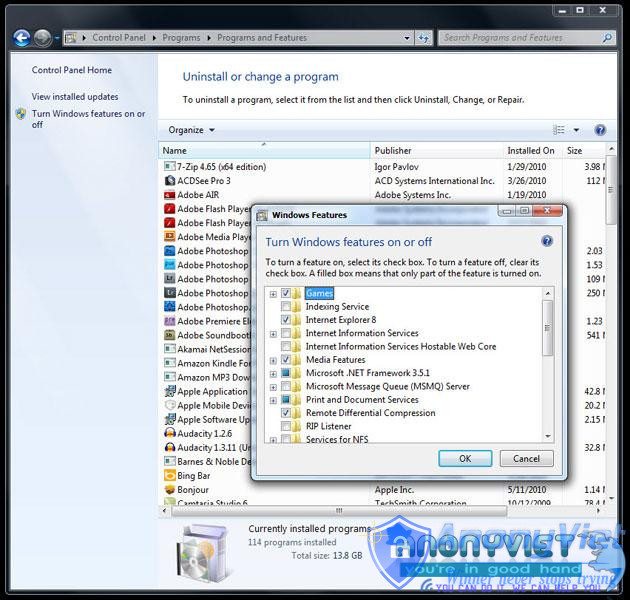 Control Panel Programs Programs and Features
Search Programs and Features
Control Panel Home
View installed updates
Turn Windows features on or
off
Uninstall or change a program
To uninstall a program, select it from the list and then click Uninstall, Change, or Repair.
Organize
Name Publisher Installed On Size
7-Zip 4.65 (x64 edition) Igor Pavlov 1/29/2010 3.98 M
ACDSee Pro 3 ACD Systems International Inc. 3/26/2010 112 M
Adobe AIR 1/19/2010
Adobe Flash Player
Adobe Flash Player
Adobe Media Player
Adobe Photoshop 2.03
Adobe Photoshop 1.53
Adobe Photoshop 109
Adobe Photoshop 250
Adobe Photoshop
Adobe Premiere El 2.93
Adobe Soundbooth 541
Akamai NetSession
Amazon Kindle For
Amazon MP3 Down
Apple Application 42.8 M
Apple Mobile Devic 20.2 M
Apple Software Up 2.15
Audacity 1.2.6
Audacity 1.3.11 (Un 32.8 M
Barnes & Noble De
Bing Bar
Bonjour Apple Inc. 5/11/2010 1.14
Camtasia Studio 6 TechSmith Corporation 10/12/2009 78.4
Windows Features
Turn Windows features on or off
To turn a feature on, select its check box. To turn a feature off, clear its
check box. A filled box means that only part of the feature is turned on.
Games
Indexing Service
Internet Explorer 8
Internet Information Services
Internet Information Services Hostable Web Core
Media Features
Microsoft .NET Framework 3.5.1
Microsoft Message Queue (MSMQ) Server
Print and Document Services
Remote Differential Compression
RIP Listener
Services for NFS
OK Cancel
Currently installed programs
114 programs installed
Total size: 13.8 GB
AnonyViet
ANONYVIET
you're in good hand
Winner never stops trying
YOU CAN DO IT, WE CAN HELP YOU